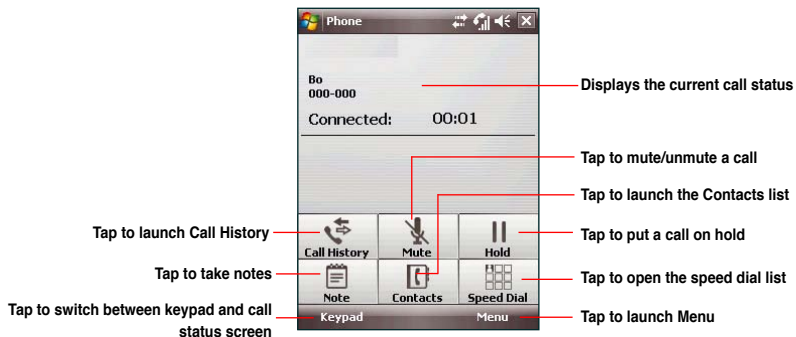 Phone
Bo
000-000
Connected: 00:01
Displays the current call status
Tap to mute/unmute a call
Tap to launch the Contacts list
Tap to launch Call History
Call History
Mute
Hold
Tap to put a call on hold
Tap to take notes
Note
Contacts
Speed Dial
Tap to open the speed dial list
Tap to switch between keypad and call
status screen
Keypad
Menu
Tap to launch Menu